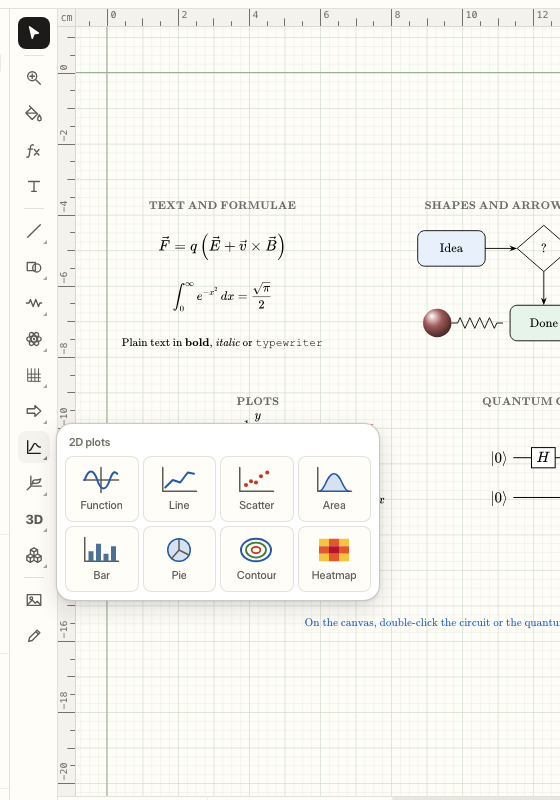 cm
0 2 4 6 8 10 12
0
−2
−4
−6
−8
−10
−16
−18
−20
fx
T
3D
TEXT AND FORMULAE
SHAPES AND ARROW
F⃗ = q (E⃗ + v⃗ × B⃗)
∫₀^∞ e^{−x²} dx = √π / 2
Plain text in bold, italic or typewriter
Idea
?
Done
PLOTS
QUANTUM
y
x
|0⟩ H
|0⟩
2D plots
Function Line Scatter Area
Bar Pie Contour Heatmap
On the canvas, double-click the circuit or the quantu